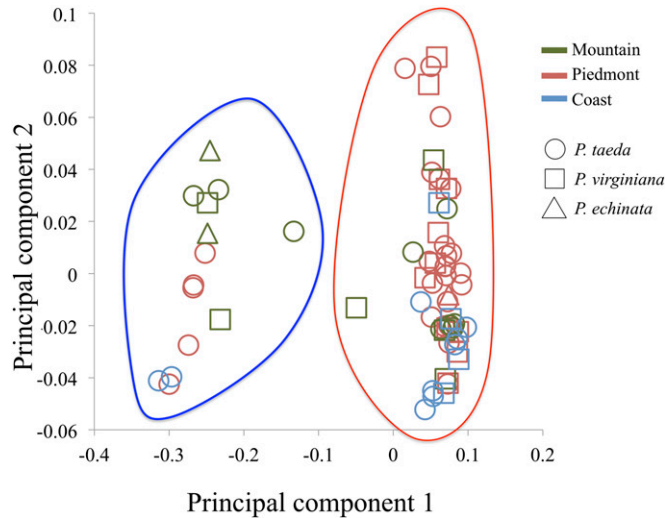 0.1
0.08
0.06
0.04
0.02
0
-0.02
-0.04
-0.06
-0.4
-0.3
-0.2
-0.1
0
0.1
0.2
Principal component 2
Principal component 1
Mountain
Piedmont
Coast
P. taeda
P. virginiana
P. echinata